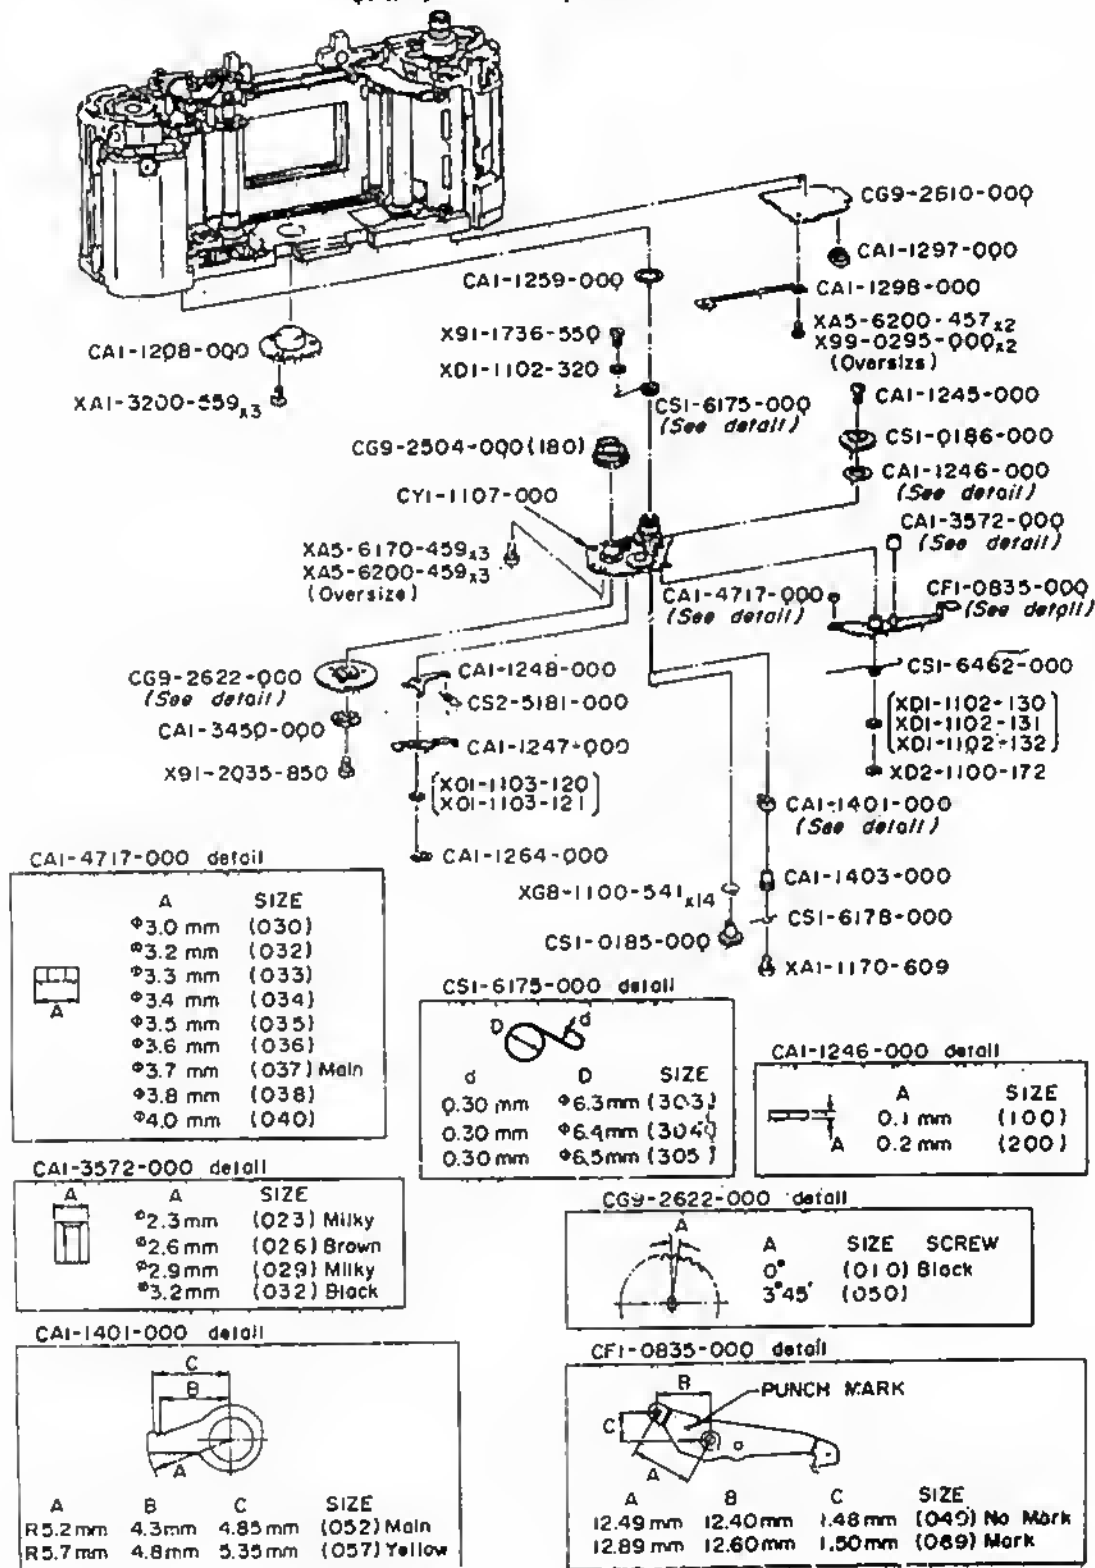 CG9-2610-000
CA1-1297-000
CA1-1259-000
CA1-1298-000
X91-1736-550
XA5-6200-457x2
X99-0295-000x2
(Oversize)
CA1-1208-000
XD1-1102-320
XA1-3200-559x3
CS1-6175-000
(See detail)
CA1-1245-000
CG9-2504-000(180)
CS1-0186-000
CY1-1107-000
CA1-1246-000
(See detail)
CA1-3572-000
(See detail)
XA5-6170-459x3
XA5-6200-459x3
(Oversize)
CA1-4717-000
(See detail)
CF1-0835-000
(See detail)
CG9-2622-000
(See detail)
CA1-1248-000
CS1-6462-000
CS2-5181-000
CA1-3450-000
CA1-1247-000
XD1-1102-130
XD1-1102-131
XD1-1102-132
X91-2035-850
XD1-1103-120
XD1-1103-121
XD2-1100-172
CA1-1401-000
(See detail)
CA1-1264-000
CA1-1403-000
XG8-1100-541x14
CS1-6178-000
CS1-0185-000
XA1-1170-609
CA1-4717-000 detail
A SIZE
Φ3.0 mm (030)
Φ3.2 mm (032)
Φ3.3 mm (033)
Φ3.4 mm (034)
Φ3.5 mm (035)
Φ3.6 mm (036)
Φ3.7 mm (037) Main
Φ3.8 mm (038)
Φ4.0 mm (040)
A
CS1-6175-000 detail
D d
d D SIZE
0.30 mm Φ6.3mm (303)
0.30 mm Φ6.4mm (304)
0.30 mm Φ6.5mm (305)
CA1-1246-000 detail
A SIZE
0.1 mm (100)
A 0.2 mm (200)
CA1-3572-000 detail
A A SIZE
Φ2.3mm (023) Milky
Φ2.6mm (026) Brown
Φ2.9mm (029) Milky
Φ3.2mm (032) Black
CG9-2622-000 detail
A
A SIZE SCREW
0° (010) Black
3°45' (050)
CA1-1401-000 detail
C
B
A
A B C SIZE
R5.2mm 4.3mm 4.85mm (052) Main
R5.7mm 4.8mm 5.35mm (057) Yellow
CF1-0835-000 detail
B PUNCH MARK
C
A
A B C SIZE
12.49mm 12.40mm 1.48mm (049) No Mark
12.89mm 12.60mm 1.50mm (089) Mark